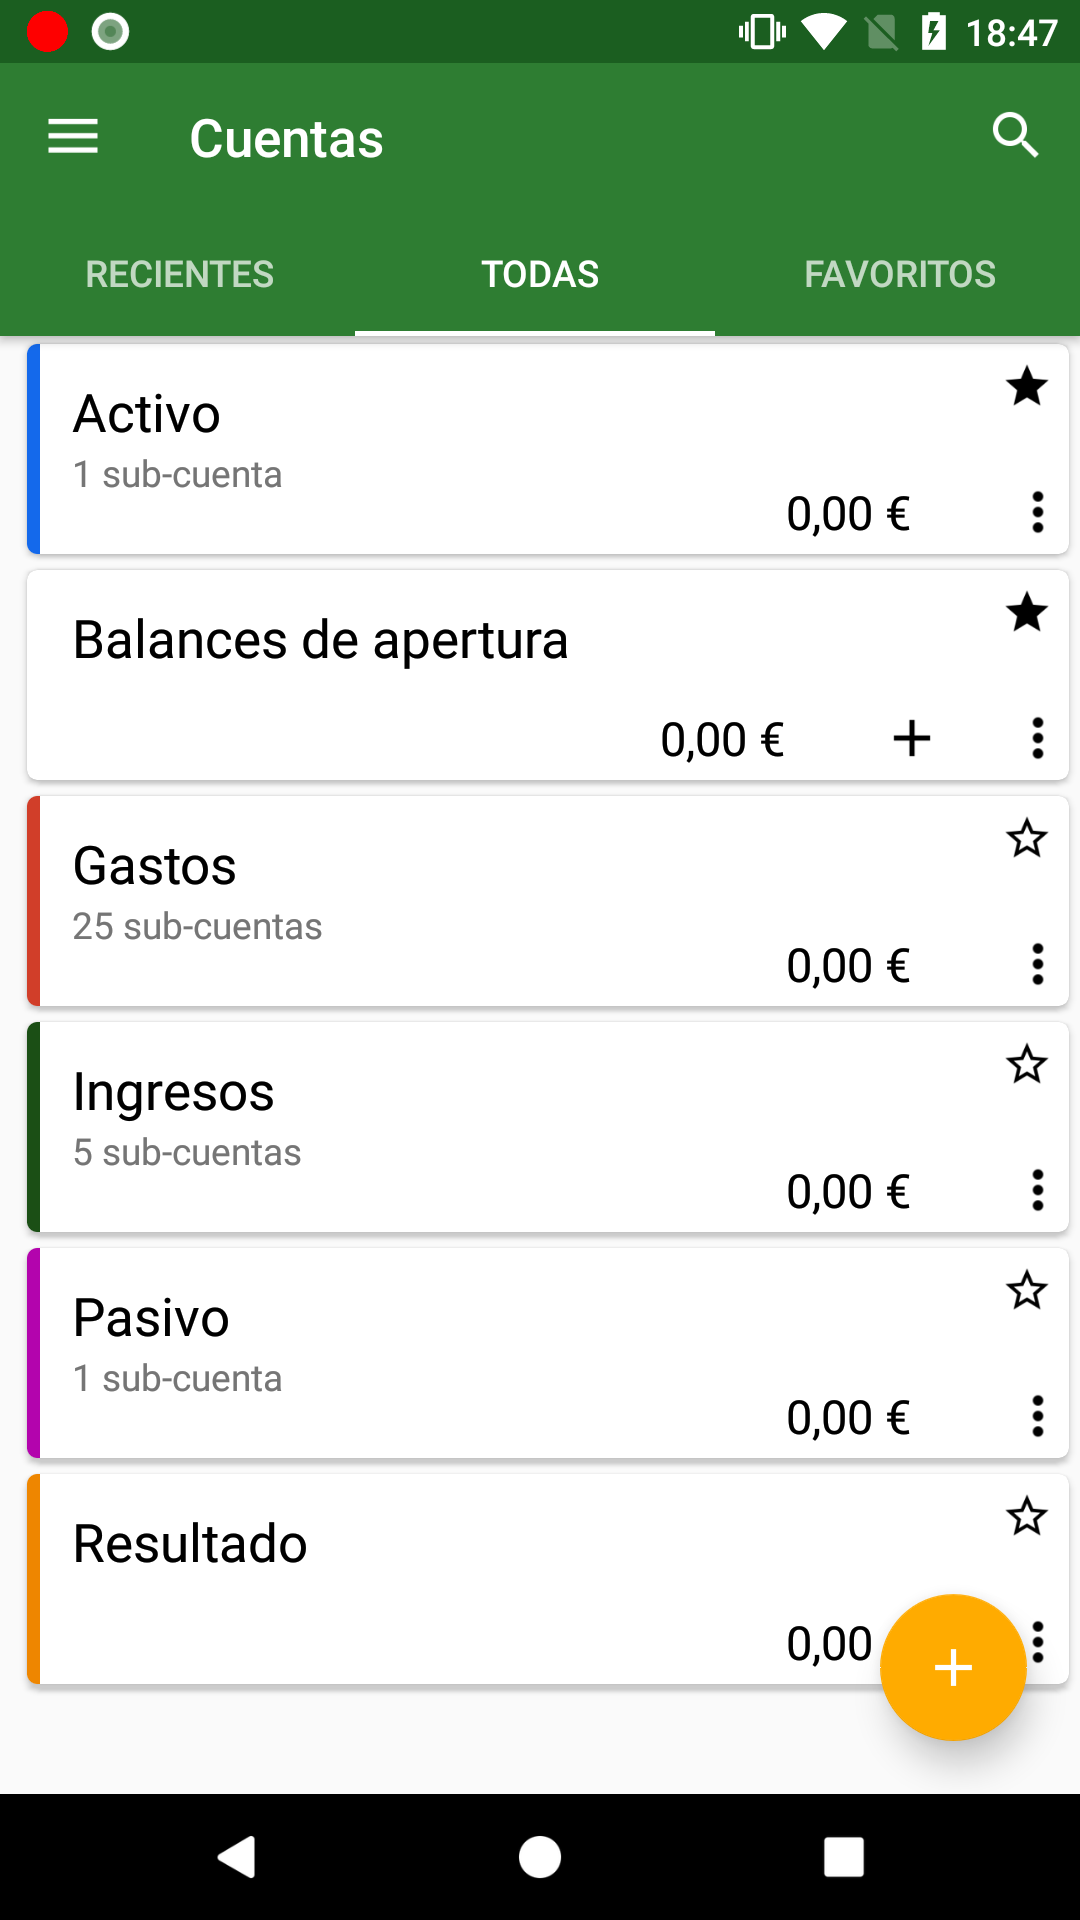 18:47
Cuentas
RECIENTES
TODAS
FAVORITOS
Activo
1 sub-cuenta
0,00 €
Balances de apertura
0,00 €
Gastos
25 sub-cuentas
0,00 €
Ingresos
5 sub-cuentas
0,00 €
Pasivo
1 sub-cuenta
0,00 €
Resultado
0,00